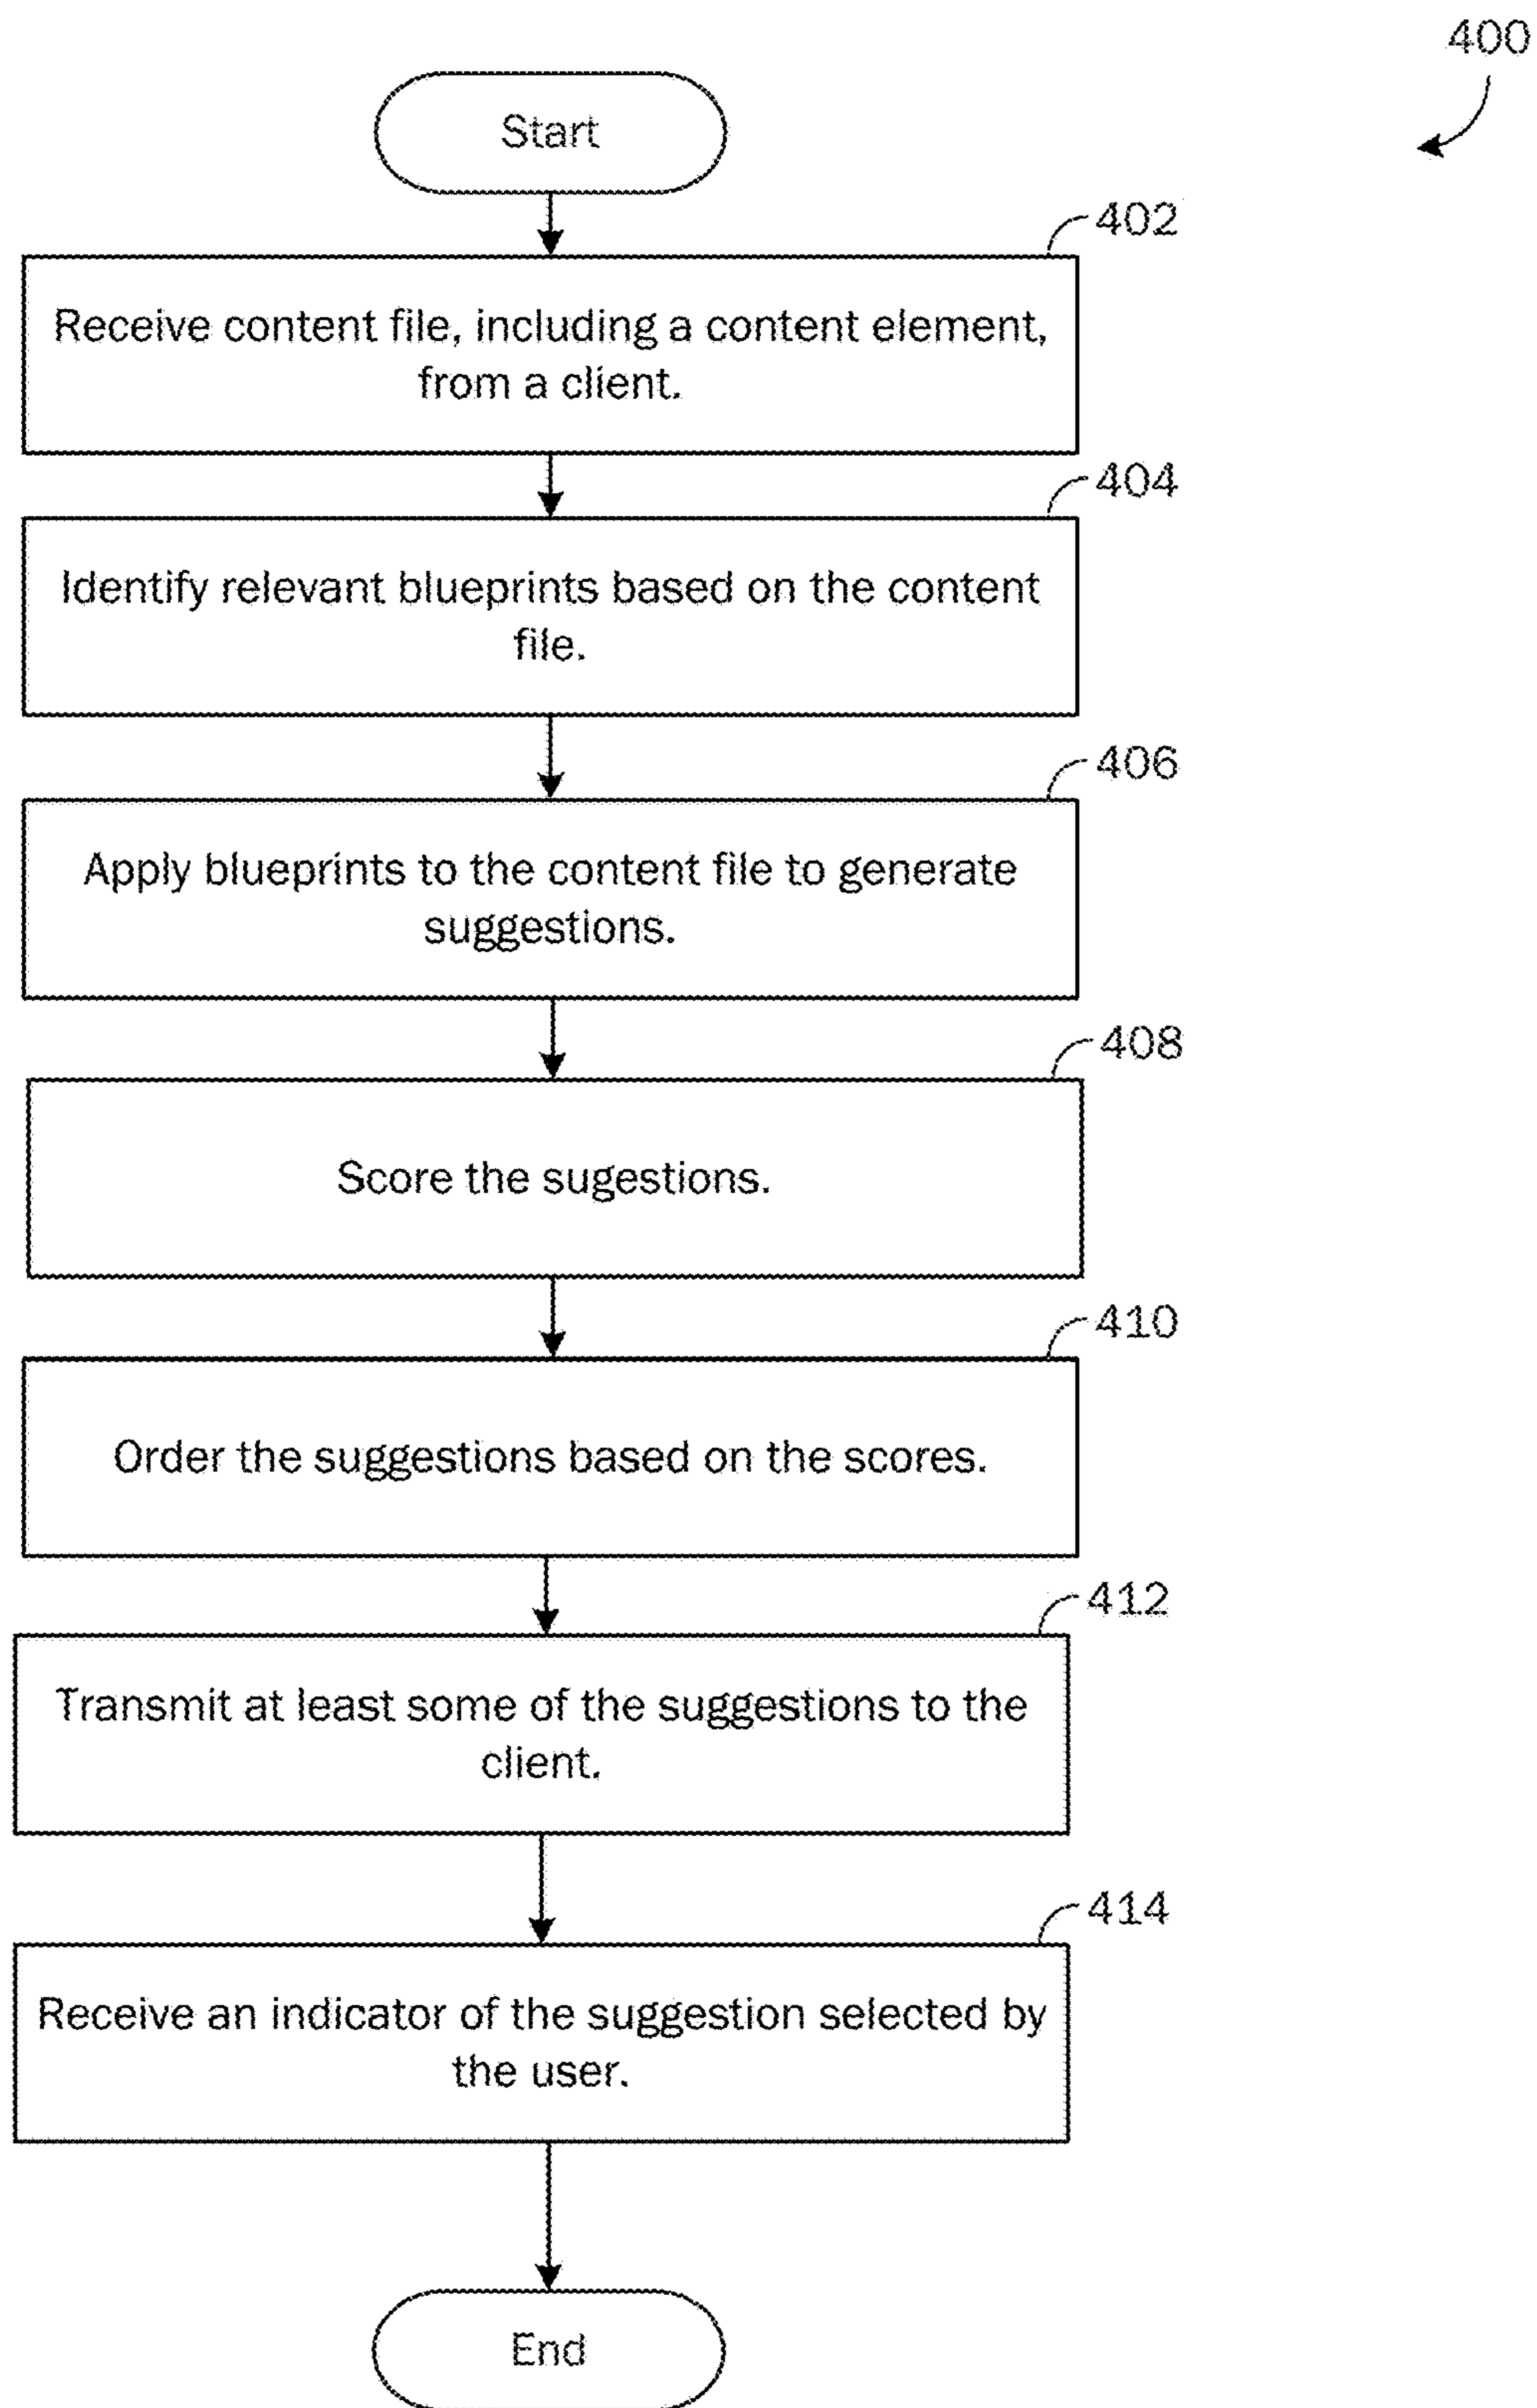 400
Start
402
Receive content file, including a content element,
from a client.
404
Identify relevant blueprints based on the content
file.
406
Apply blueprints to the content file to generate
suggestions.
408
Score the sugestions.
410
Order the suggestions based on the scores.
412
Transmit at least some of the suggestions to the
client.
414
Receive an indicator of the suggestion selected by
the user.
End